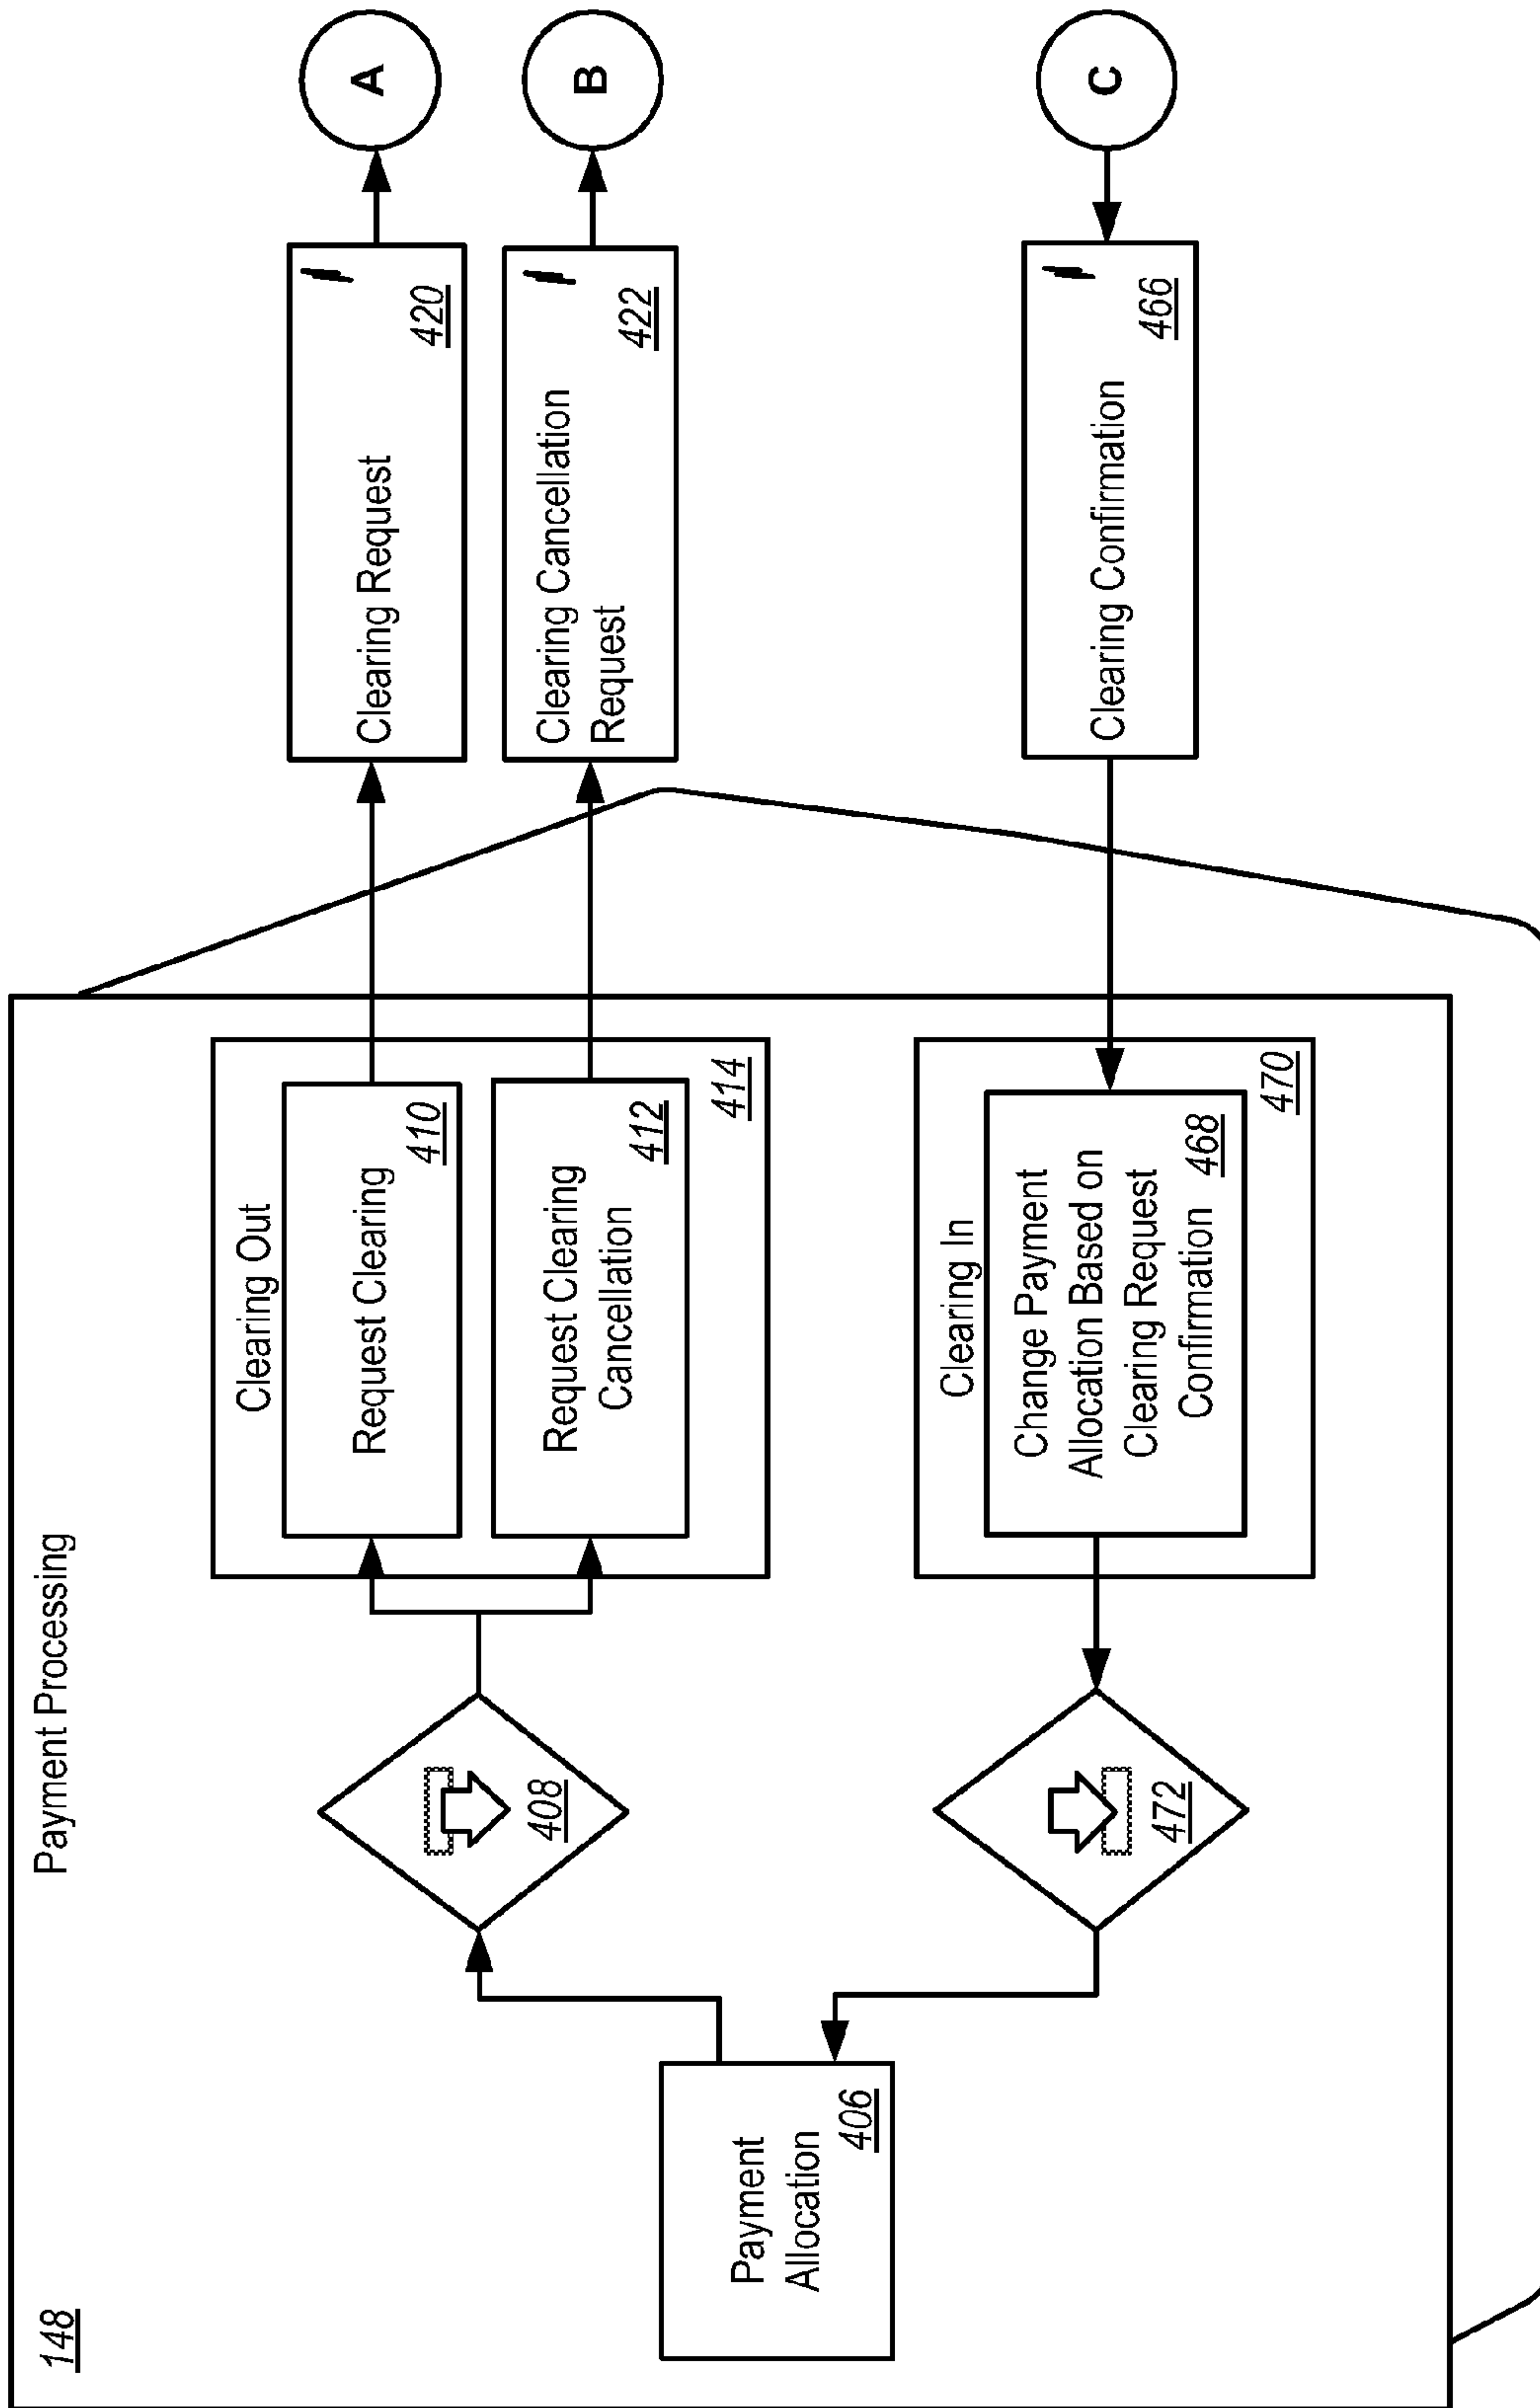 148
Payment Processing
Payment
Allocation
406
408
Clearing Out
Request Clearing
410
Request Clearing
Cancellation
412
414
Clearing Request
420
A
Clearing Cancellation
Request
422
B
472
Clearing In
Change Payment
Allocation Based on
Clearing Request
Confirmation
468
470
Clearing Confirmation
466
C